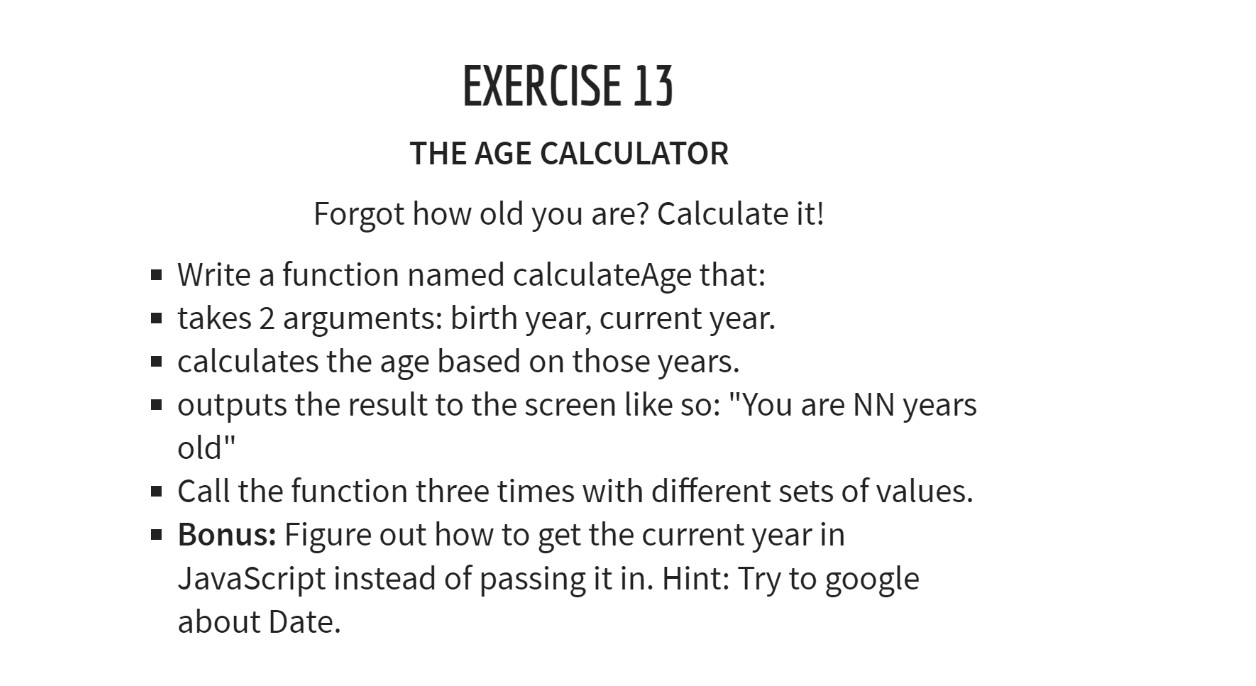 EXERCISE 13
THE AGE CALCULATOR
Forgot how old you are? Calculate it!
▪ Write a function named calculateAge that:
▪ takes 2 arguments: birth year, current year.
▪ calculates the age based on those years.
▪ outputs the result to the screen like so: "You are NN years
old"
▪ Call the function three times with different sets of values.
▪ Bonus: Figure out how to get the current year in
JavaScript instead of passing it in. Hint: Try to google
about Date.